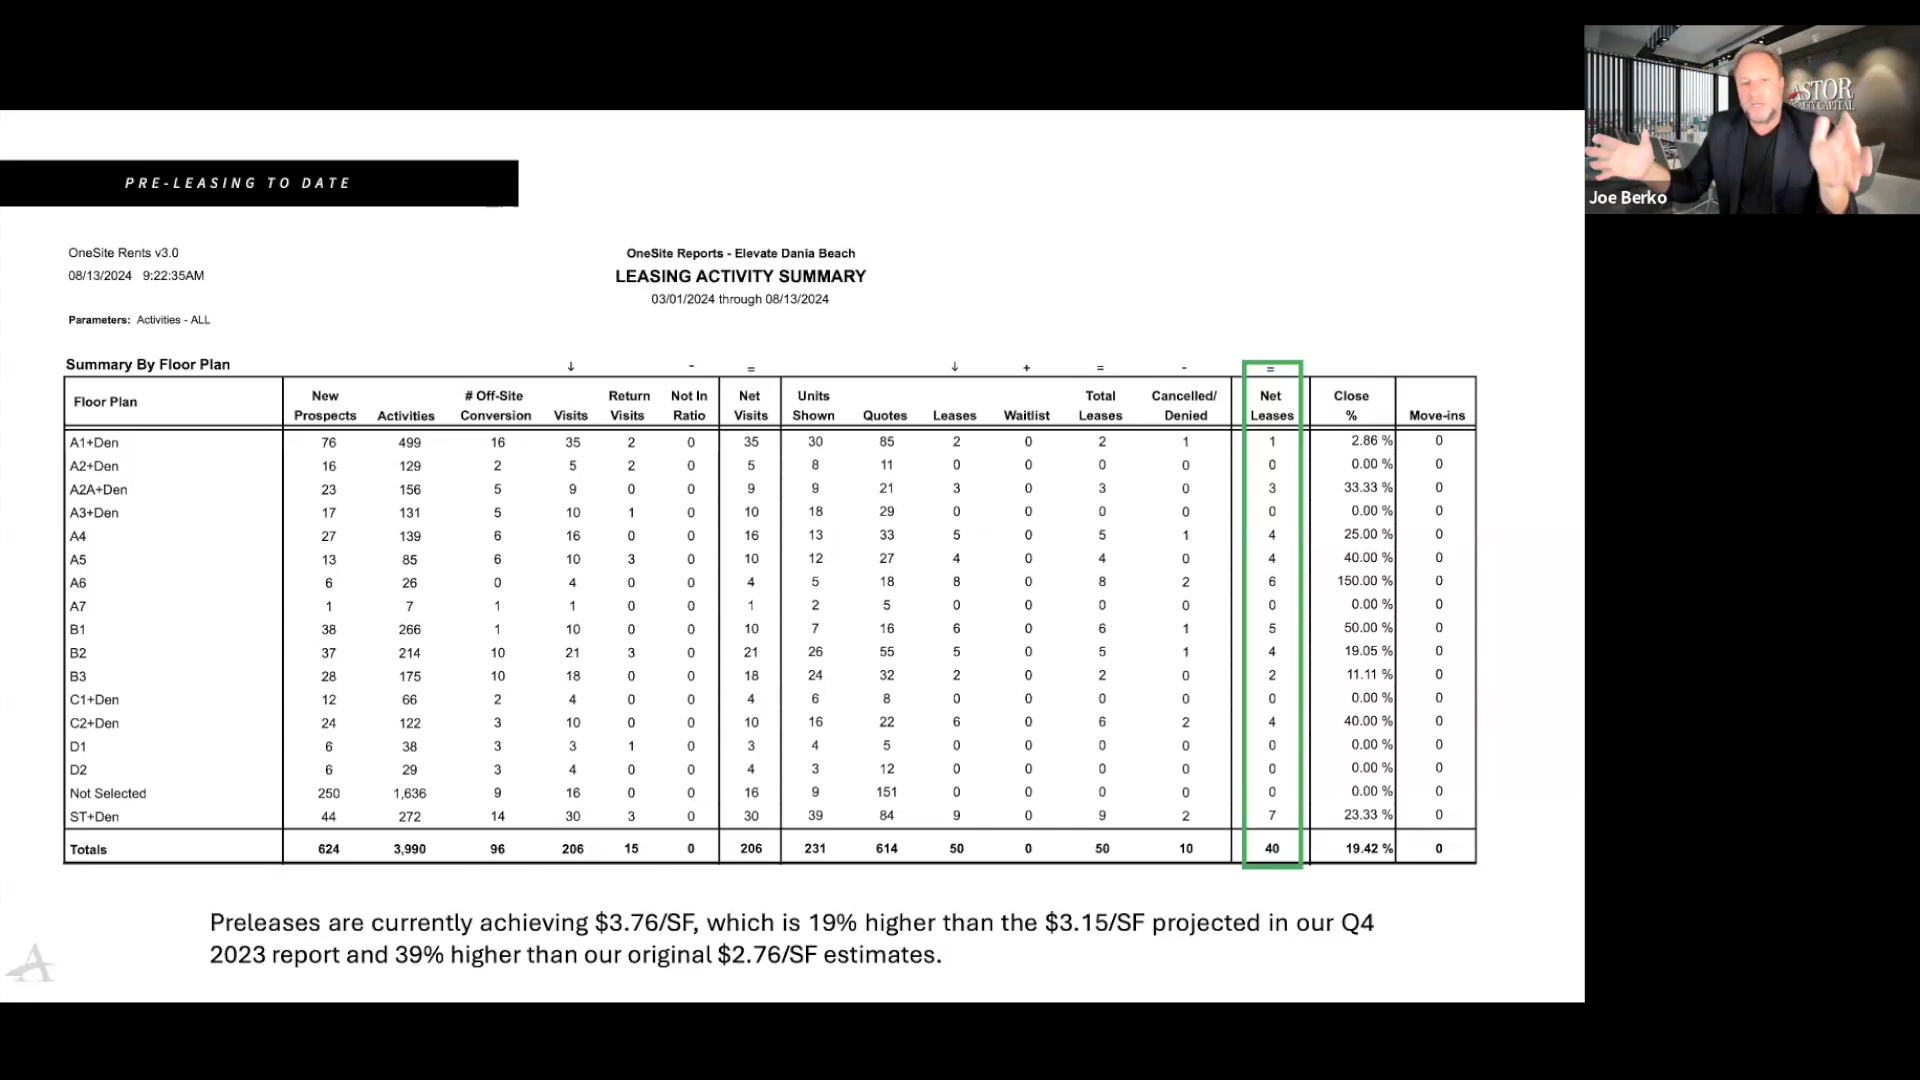 ASTOR
REALTY CAPITAL
Joe Berko
PRE-LEASING TO DATE
OneSite Rents v3.0
08/13/2024 9:22:35AM
OneSite Reports - Elevate Dania Beach
LEASING ACTIVITY SUMMARY
03/01/2024 through 08/13/2024
Parameters: Activities - ALL
Summary By Floor Plan ↓ - = ↓ + = - =
Floor Plan New Prospects Activities # Off-Site Conversion Visits Return Visits Not In Ratio Net Visits Units Shown Quotes Leases Waitlist Total Leases Cancelled/ Denied Net Leases Close % Move-ins
A1+Den 76 499 16 35 2 0 35 30 85 2 0 2 1 1 2.86 % 0
A2+Den 16 129 2 5 2 0 5 8 11 0 0 0 0 0 0.00 % 0
A2A+Den 23 156 5 9 0 0 9 9 21 3 0 3 0 3 33.33 % 0
A3+Den 17 131 5 10 1 0 10 18 29 0 0 0 0 0 0.00 % 0
A4 27 139 6 16 0 0 16 13 33 5 0 5 1 4 25.00 % 0
A5 13 85 6 10 3 0 10 12 27 4 0 4 0 4 40.00 % 0
A6 6 26 0 4 0 0 4 5 18 8 0 8 2 6 150.00 % 0
A7 1 7 1 1 0 0 1 2 5 0 0 0 0 0 0.00 % 0
B1 38 266 1 10 0 0 10 7 16 6 0 6 1 5 50.00 % 0
B2 37 214 10 21 3 0 21 26 55 5 0 5 1 4 19.05 % 0
B3 28 175 10 18 0 0 18 24 32 2 0 2 0 2 11.11 % 0
C1+Den 12 66 2 4 0 0 4 6 8 0 0 0 0 0 0.00 % 0
C2+Den 24 122 3 10 0 0 10 16 22 6 0 6 2 4 40.00 % 0
D1 6 38 3 3 1 0 3 4 5 0 0 0 0 0 0.00 % 0
D2 6 29 3 4 0 0 4 3 12 0 0 0 0 0 0.00 % 0
Not Selected 250 1,636 9 16 0 0 16 9 151 0 0 0 0 0 0.00 % 0
ST+Den 44 272 14 30 3 0 30 39 84 9 0 9 2 7 23.33 % 0
Totals 624 3,990 96 206 15 0 206 231 614 50 0 50 10 40 19.42 % 0
Preleases are currently achieving $3.76/SF, which is 19% higher than the $3.15/SF projected in our Q4
2023 report and 39% higher than our original $2.76/SF estimates.
A